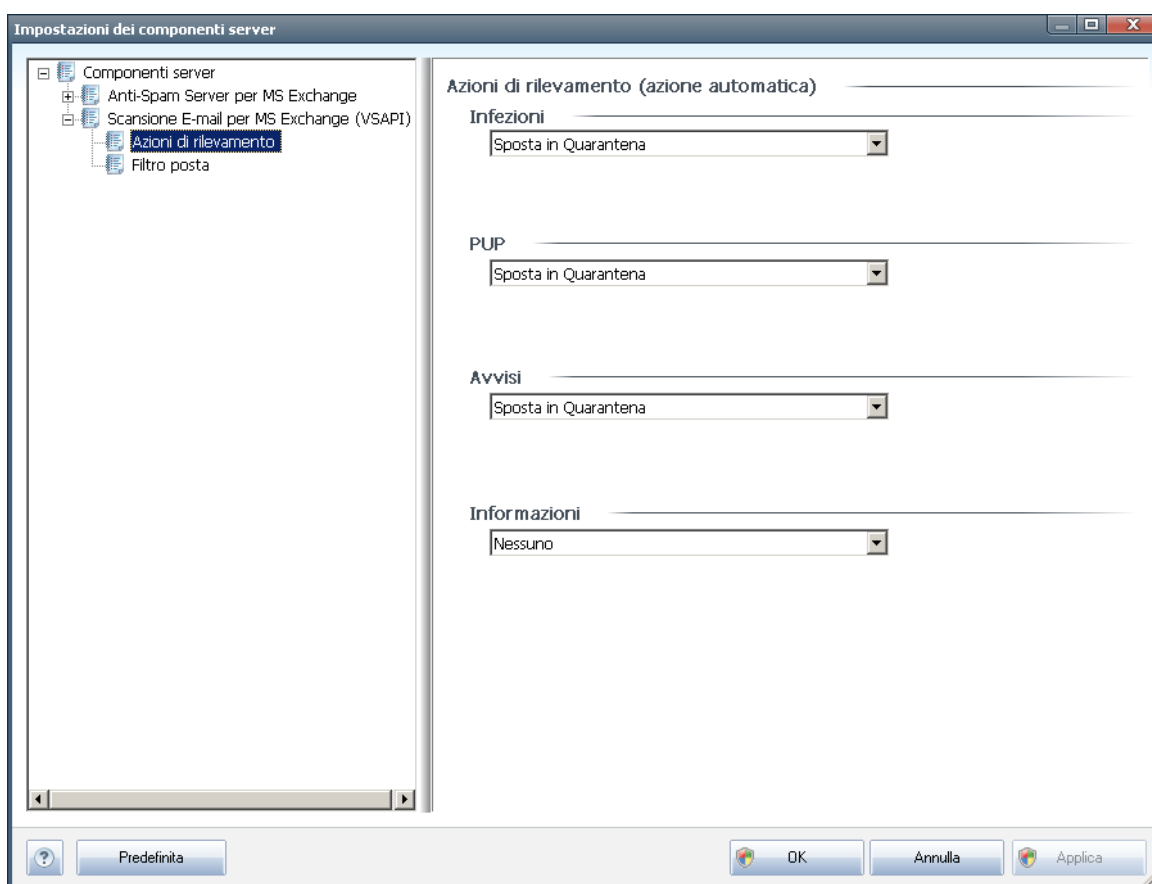 Impostazioni dei componenti server
Componenti server
Anti-Spam Server per MS Exchange
Scansione E-mail per MS Exchange (VSAPI)
Azioni di rilevamento
Filtro posta
Azioni di rilevamento (azione automatica)
Infezioni
Sposta in Quarantena
PUP
Sposta in Quarantena
Avvisi
Sposta in Quarantena
Informazioni
Nessuno
? Predefinita OK Annulla Applica